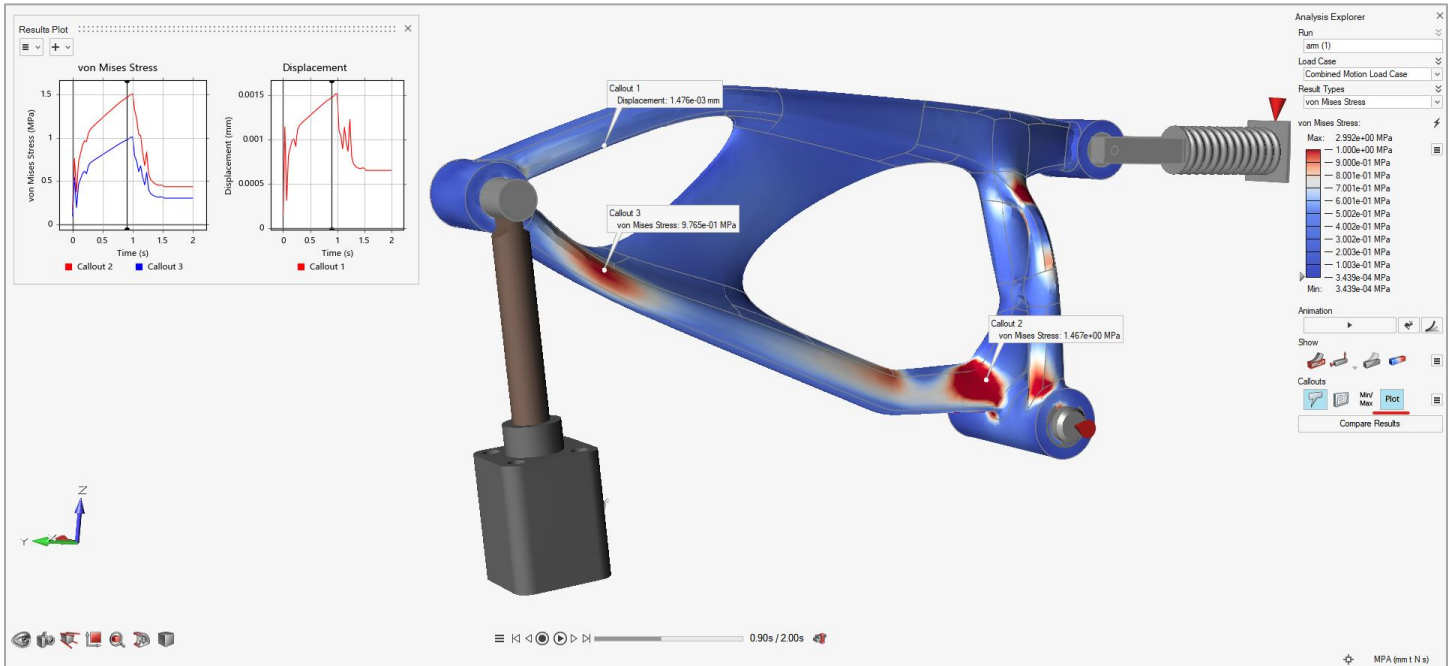 Results Plot
von Mises Stress
Displacement
von Mises Stress (MPa)
1.5
1
0.5
0
0 0.5 1 1.5 2
Time (s)
Callout 2 Callout 3
Displacement (mm)
0.0015
0.001
0.0005
0
0 0.5 1 1.5 2
Time (s)
Callout 1
Callout 1
Displacement: 1.476e-03 mm
Callout 3
von Mises Stress: 9.765e-01 MPa
Callout 2
von Mises Stress: 1.467e+00 MPa
Z
Y
0.90s / 2.00s
Analysis Explorer
Run
arm (1)
Load Case
Combined Motion Load Case
Result Types
von Mises Stress
von Mises Stress:
Max: 2.992e+00 MPa
1.000e+00 MPa
9.000e-01 MPa
8.001e-01 MPa
7.001e-01 MPa
6.001e-01 MPa
5.002e-01 MPa
4.002e-01 MPa
3.002e-01 MPa
2.003e-01 MPa
1.003e-01 MPa
3.439e-04 MPa
Min: 3.439e-04 MPa
Animation
Show
Callouts
Min/
Max
Plot
Compare Results
MPA (mm t N s)